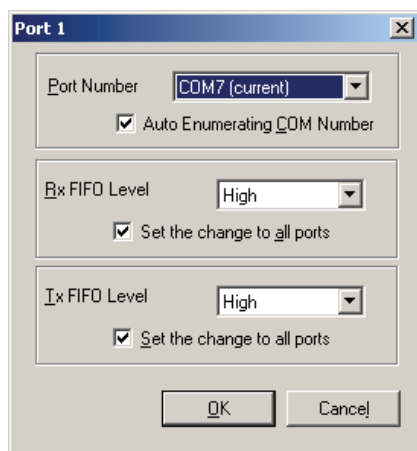 Port 1
Port Number COM7 (current)
Auto Enumerating COM Number
Rx FIFO Level High
Set the change to all ports
Tx FIFO Level High
Set the change to all ports
OK Cancel